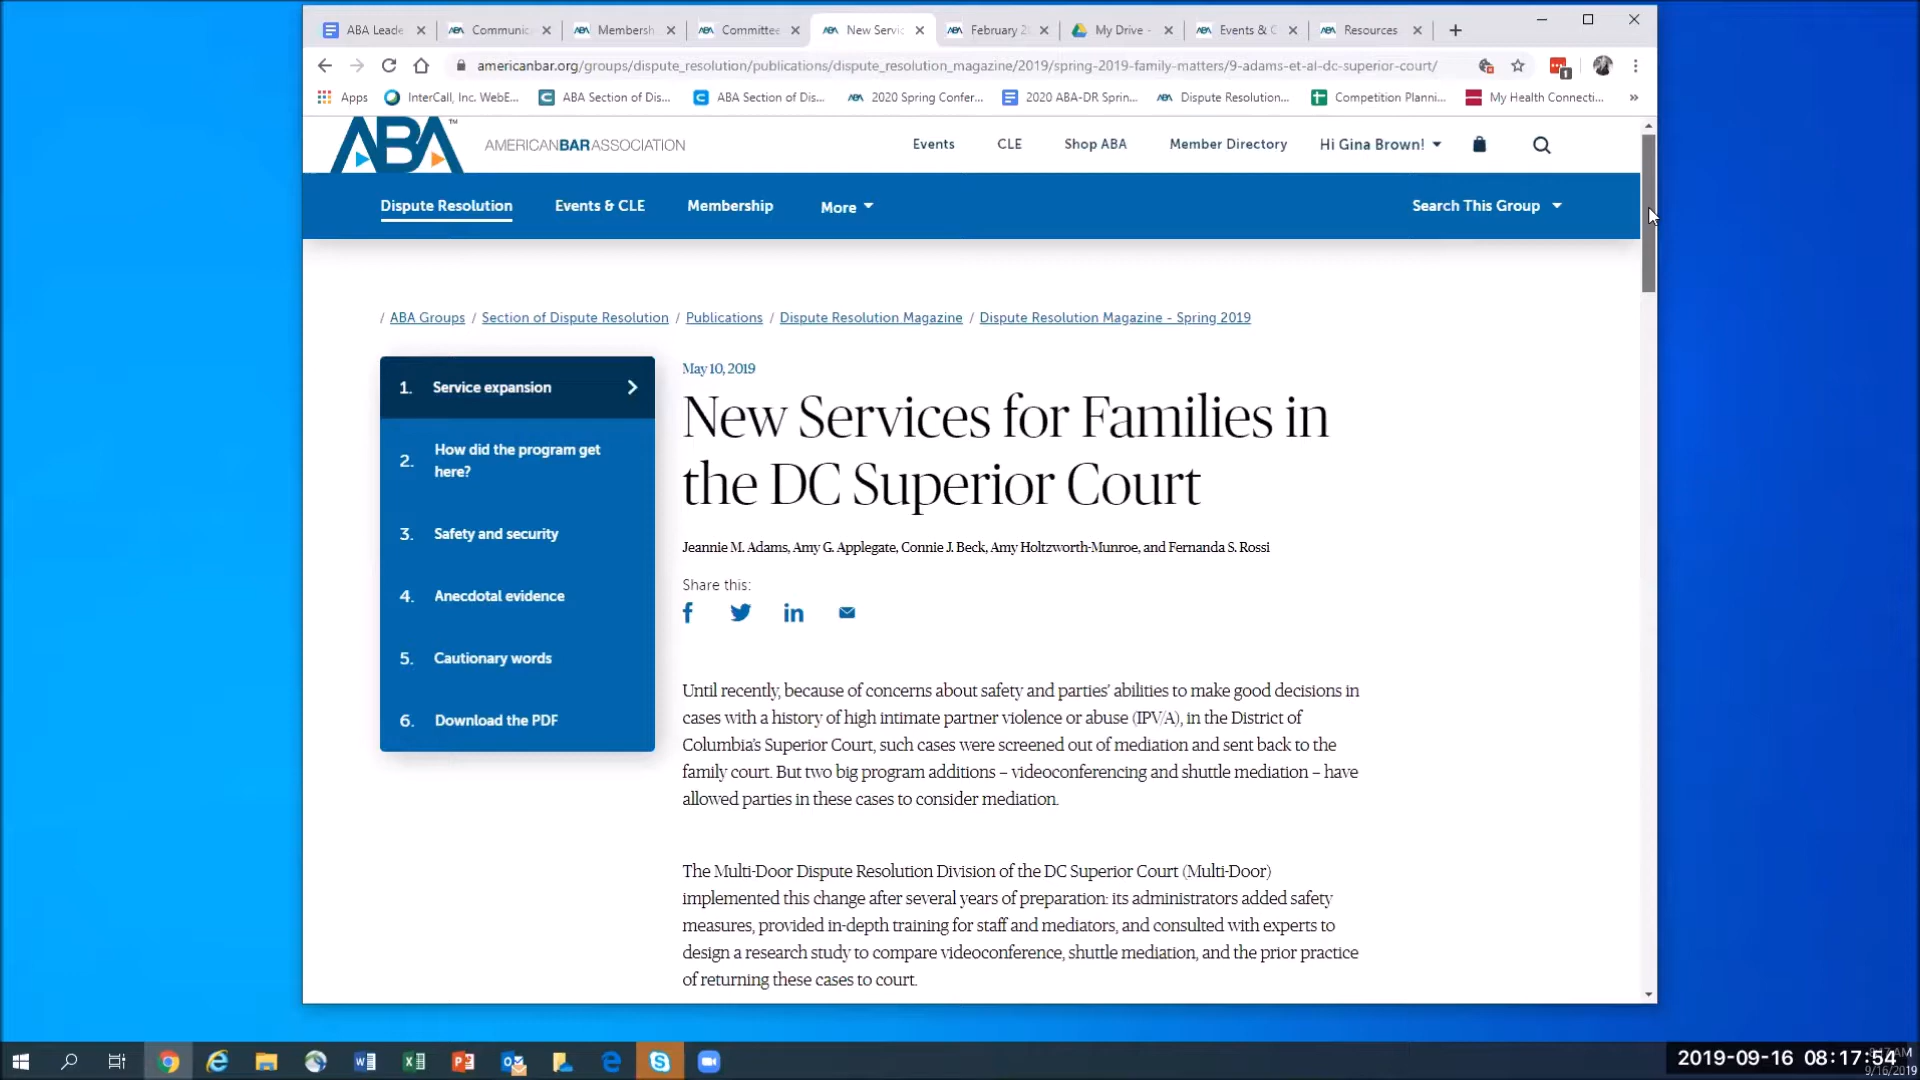 ABA Leade
Communic
Membersh
Committee
New Servic
February 2
My Drive -
Events & C
Resources
americanbar.org/groups/dispute_resolution/publications/dispute_resolution_magazine/2019/spring-2019-family-matters/9-adams-et-al-dc-superior-court/
1
Apps
InterCall, Inc. WebE...
ABA Section of Dis...
ABA Section of Dis...
2020 Spring Confer...
2020 ABA-DR Sprin...
Dispute Resolution...
Competition Planni...
My Health Connecti...
»
ABA™
AMERICANBARASSOCIATION
Events
CLE
Shop ABA
Member Directory
Hi Gina Brown!
Dispute Resolution
Events & CLE
Membership
More
Search This Group
/ ABA Groups / Section of Dispute Resolution / Publications / Dispute Resolution Magazine / Dispute Resolution Magazine - Spring 2019
1. Service expansion
2. How did the program get
here?
3. Safety and security
4. Anecdotal evidence
5. Cautionary words
6. Download the PDF
May 10, 2019
New Services for Families in
the DC Superior Court
Jeannie M. Adams, Amy G. Applegate, Connie J. Beck, Amy Holtzworth-Munroe, and Fernanda S. Rossi
Share this:
Until recently, because of concerns about safety and parties' abilities to make good decisions in
cases with a history of high intimate partner violence or abuse (IPV/A), in the District of
Columbia's Superior Court, such cases were screened out of mediation and sent back to the
family court. But two big program additions – videoconferencing and shuttle mediation – have
allowed parties in these cases to consider mediation.
The Multi-Door Dispute Resolution Division of the DC Superior Court (Multi-Door)
implemented this change after several years of preparation: its administrators added safety
measures, provided in-depth training for staff and mediators, and consulted with experts to
design a research study to compare videoconference, shuttle mediation, and the prior practice
of returning these cases to court.
2019-09-16 08:17:54
9/16/2019